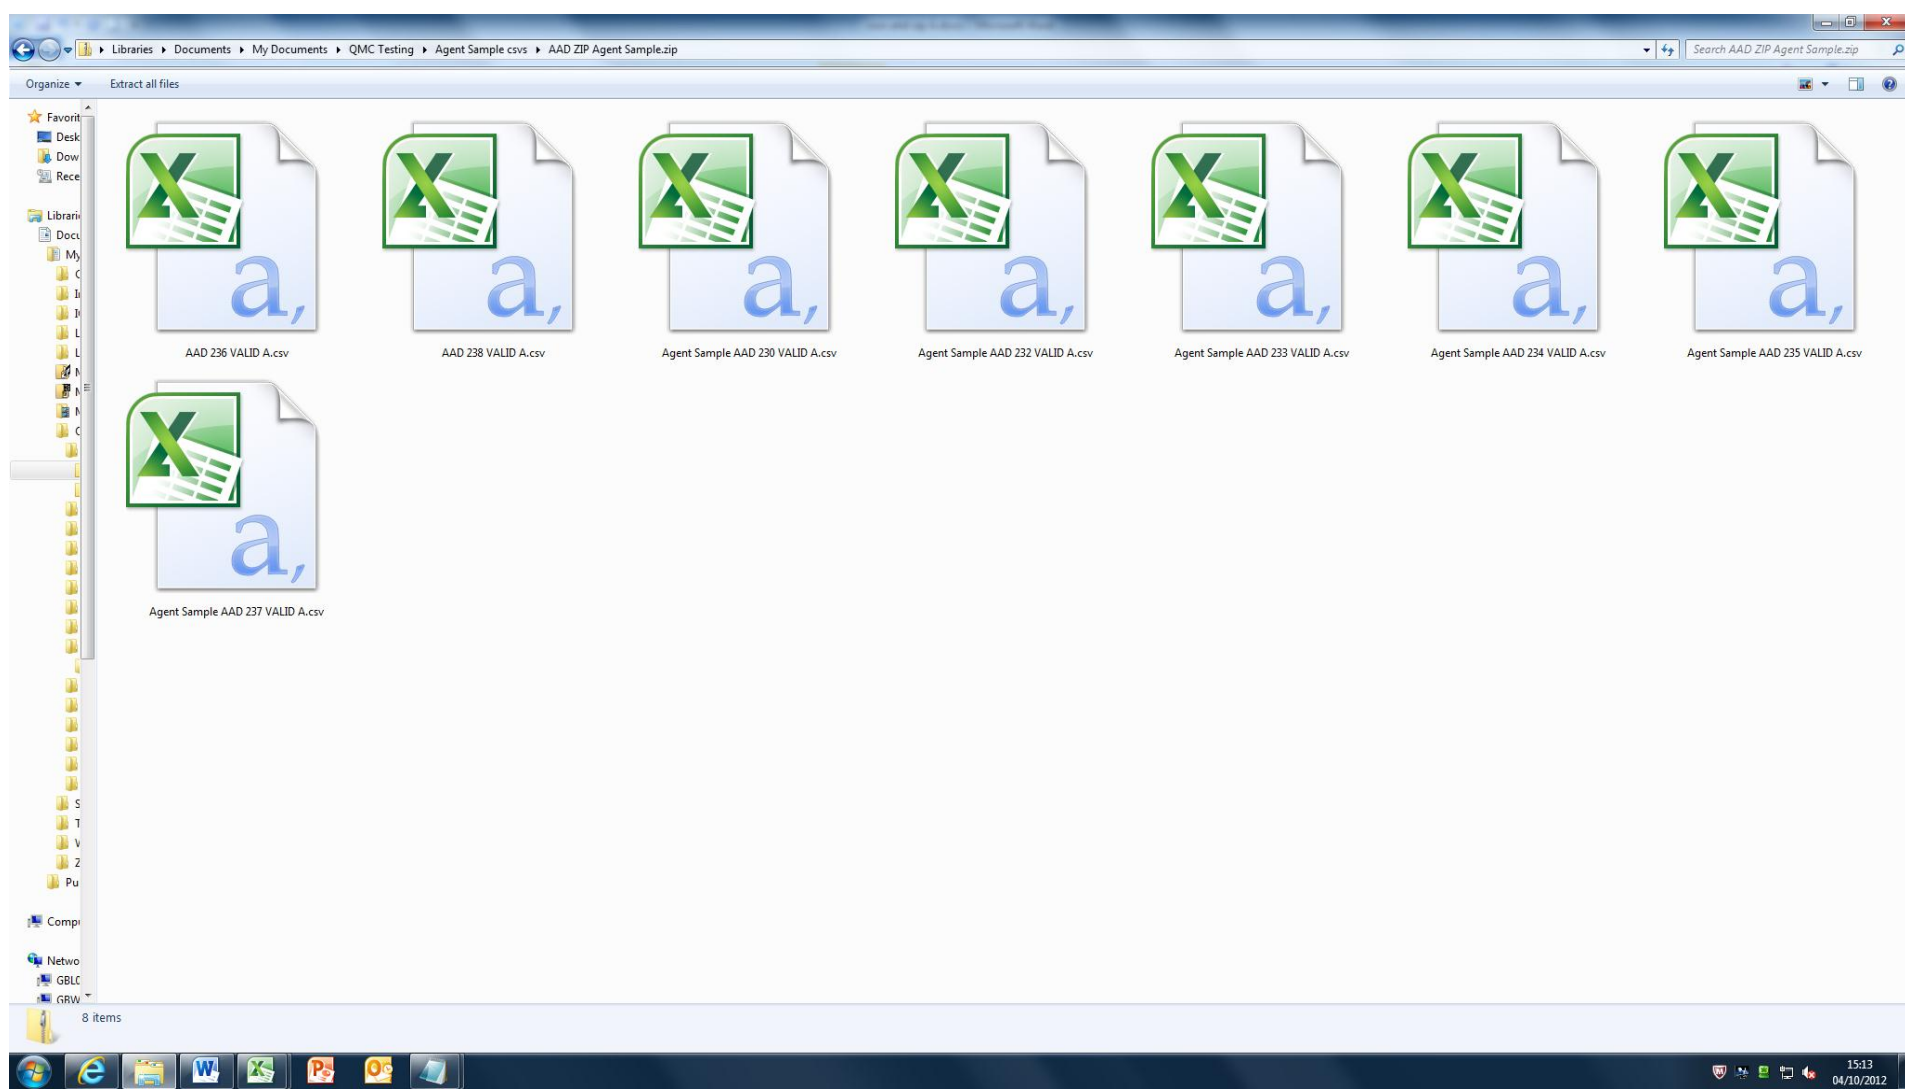 Libraries ▸ Documents ▸ My Documents ▸ QMC Testing ▸ Agent Sample csvs ▸ AAD ZIP Agent Sample.zip
Search AAD ZIP Agent Sample.zip
Organize
Extract all files
Favorit
Desk
Dow
Rece
Librari
Docu
My
AAD 236 VALID A.csv
AAD 238 VALID A.csv
Agent Sample AAD 230 VALID A.csv
Agent Sample AAD 232 VALID A.csv
Agent Sample AAD 233 VALID A.csv
Agent Sample AAD 234 VALID A.csv
Agent Sample AAD 235 VALID A.csv
Agent Sample AAD 237 VALID A.csv
S
T
Z
Pu
Comp
Netwo
GBL
GBW
8 items
15:13
04/10/2012